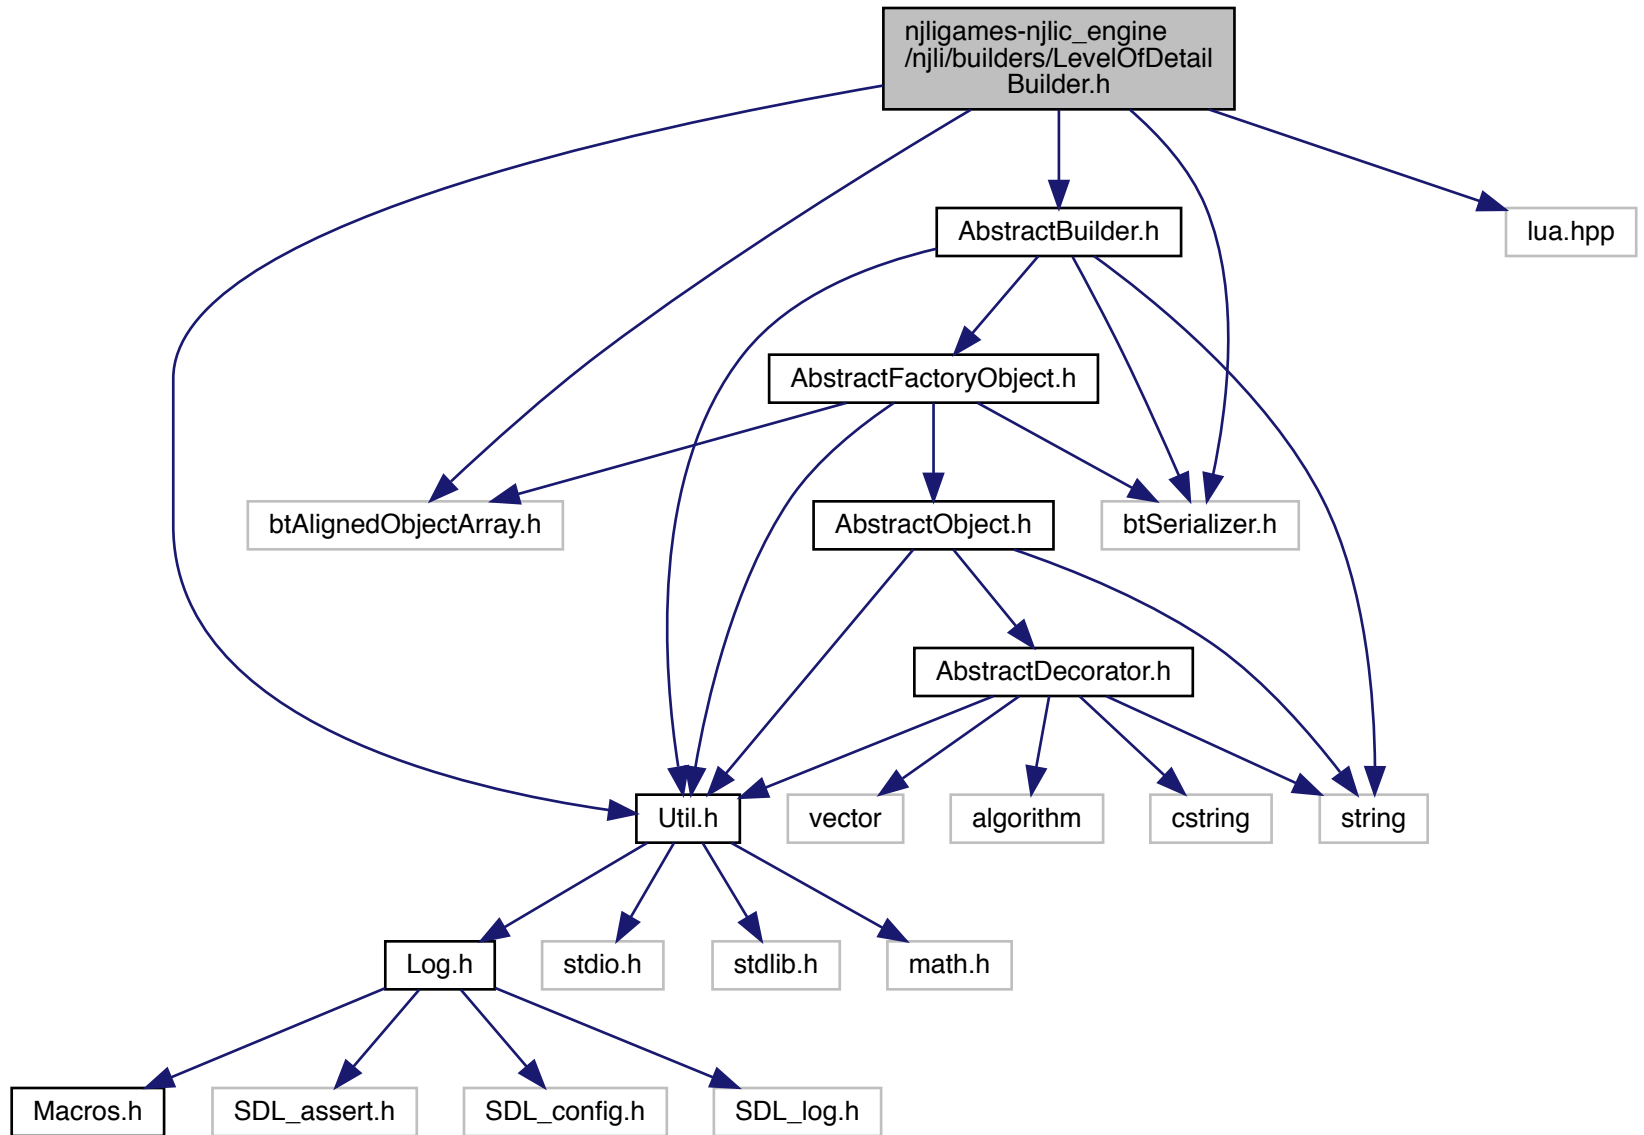 njligames-njlic_engine
/njli/builders/LevelOfDetail
Builder.h
AbstractBuilder.h
lua.hpp
AbstractFactoryObject.h
btAlignedObjectArray.h
AbstractObject.h
btSerializer.h
AbstractDecorator.h
Util.h
vector
algorithm
cstring
string
Log.h
stdio.h
stdlib.h
math.h
Macros.h
SDL_assert.h
SDL_config.h
SDL_log.h